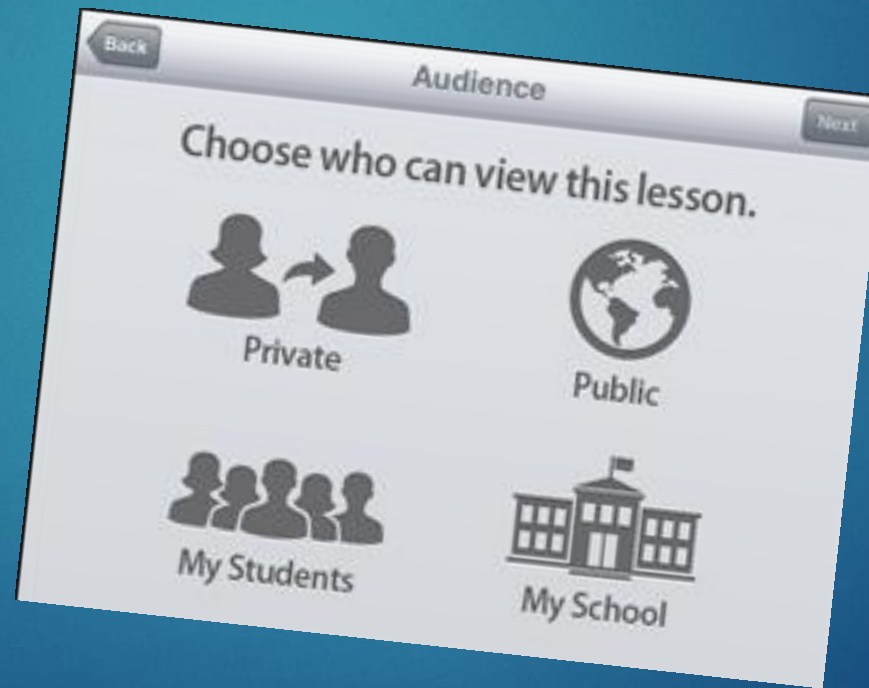 Back
Audience
Next
Choose who can view this lesson.
Private
Public
My Students
My School